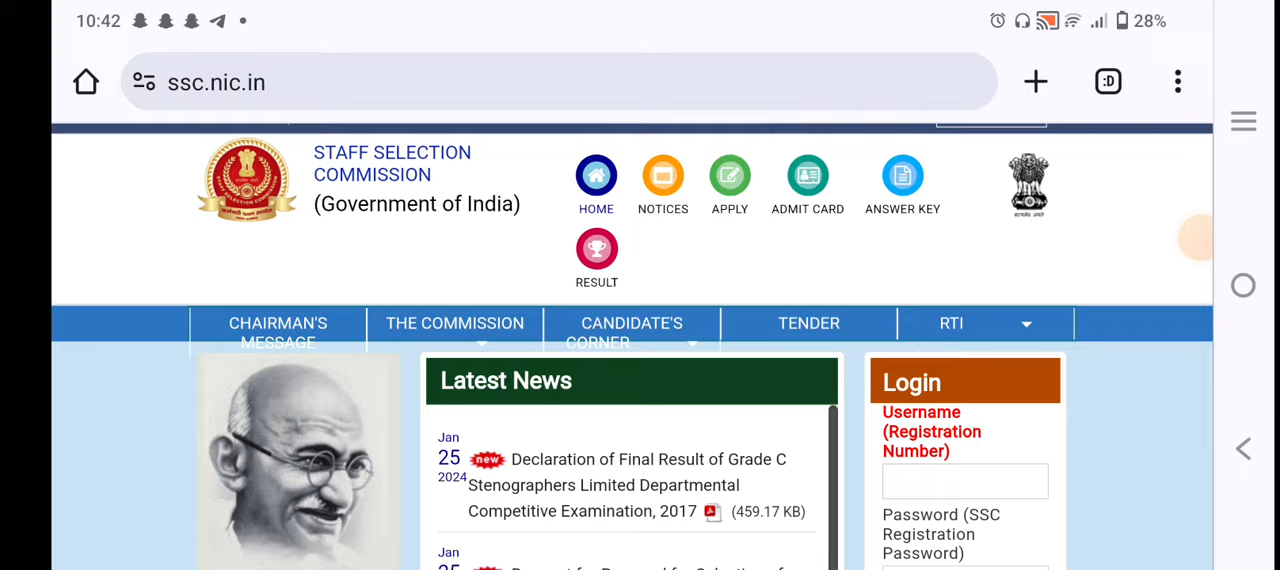 10:42
28%
ssc.nic.in
:D
STAFF SELECTION
COMMISSION
(Government of India)
HOME
NOTICES
APPLY
ADMIT CARD
ANSWER KEY
RESULT
CHAIRMAN'S
MESSAGE
THE COMMISSION
CANDIDATE'S
CORNER
TENDER
RTI
Latest News
Jan
25
2024
new
Declaration of Final Result of Grade C
Stenographers Limited Departmental
Competitive Examination, 2017
(459.17 KB)
Jan
Login
Username
(Registration
Number)
Password (SSC
Registration
Password)